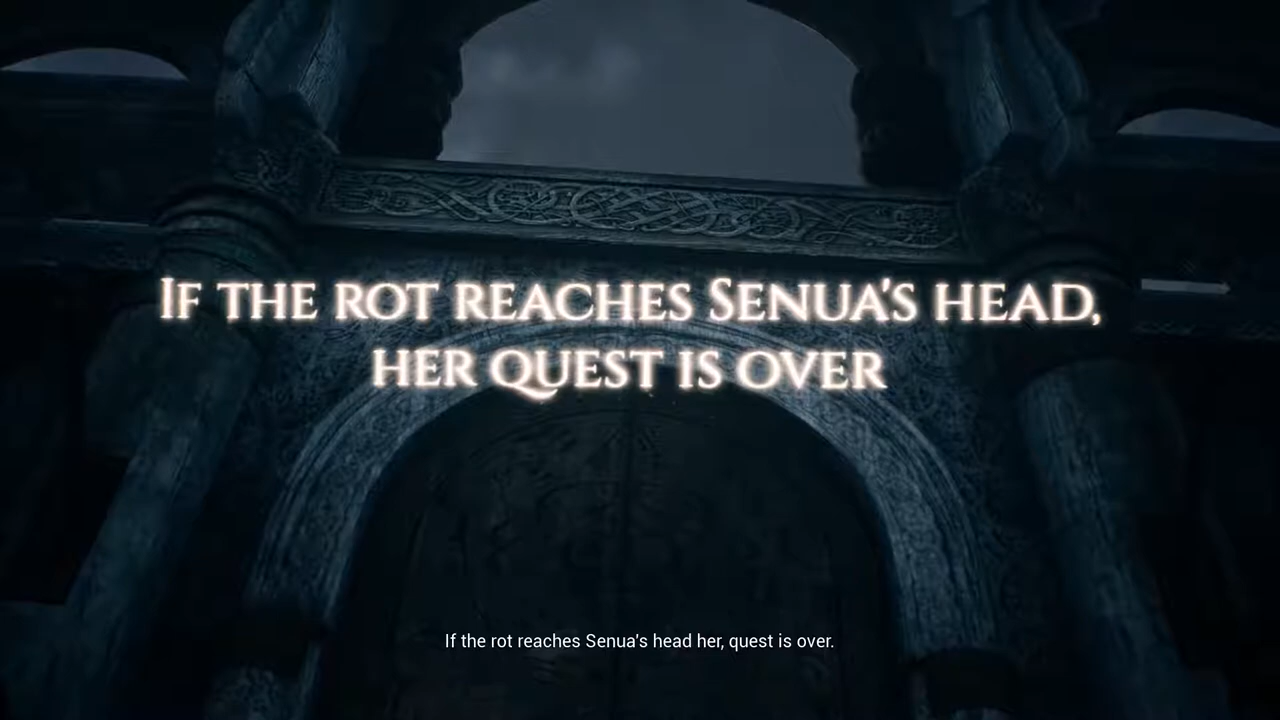 If the rot reaches Senua's head,
her quest is over
If the rot reaches Senua's head her, quest is over.